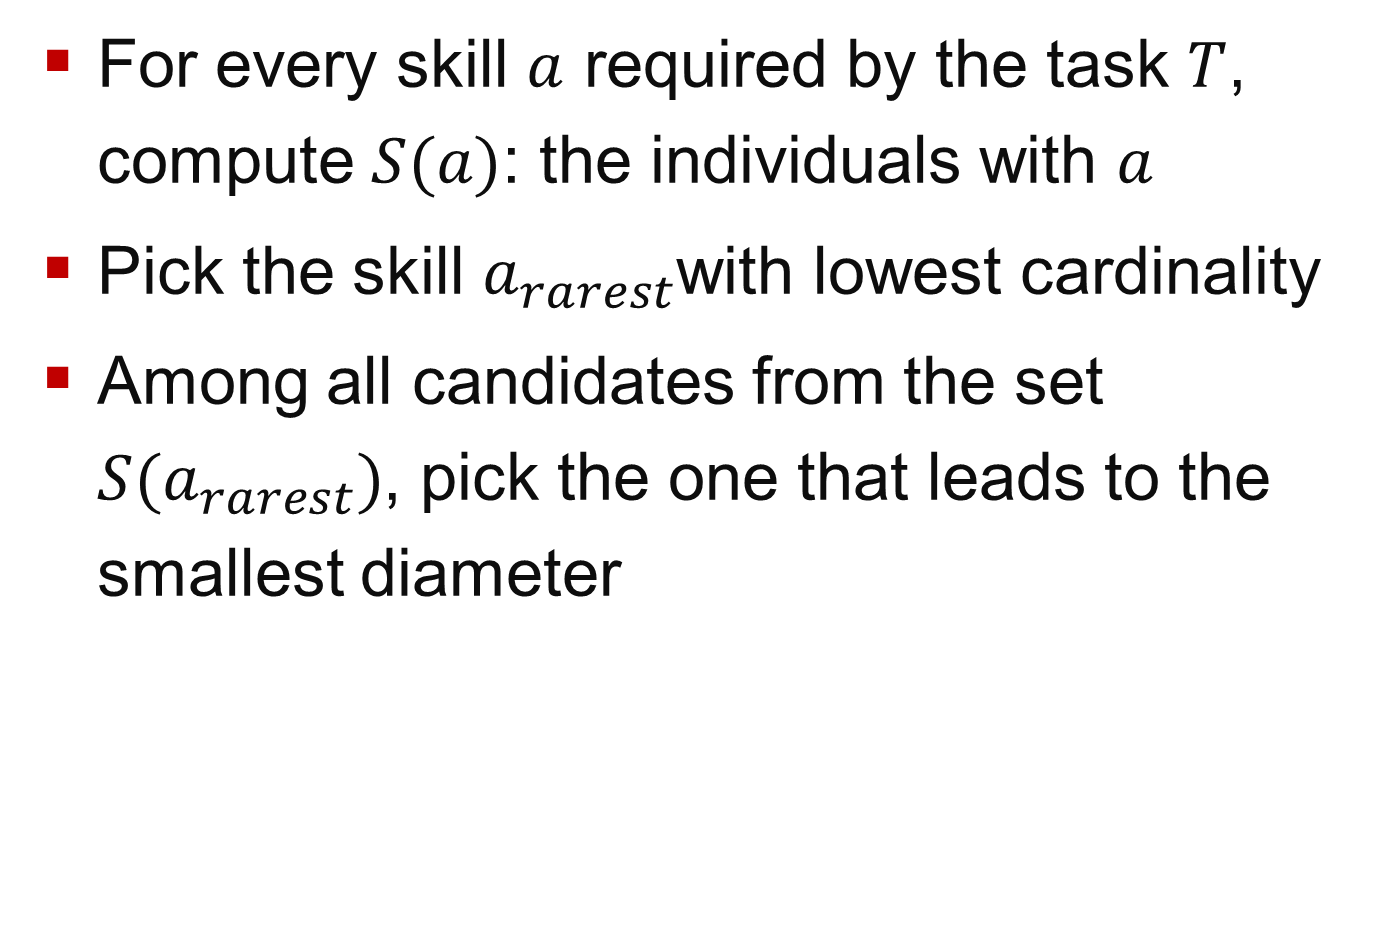 ▪ For every skill 𝑎 required by the task 𝑇,
compute 𝑆(𝑎): the individuals with 𝑎
▪ Pick the skill 𝑎_𝑟𝑎𝑟𝑒𝑠𝑡 with lowest cardinality
▪ Among all candidates from the set
𝑆(𝑎_𝑟𝑎𝑟𝑒𝑠𝑡), pick the one that leads to the
smallest diameter